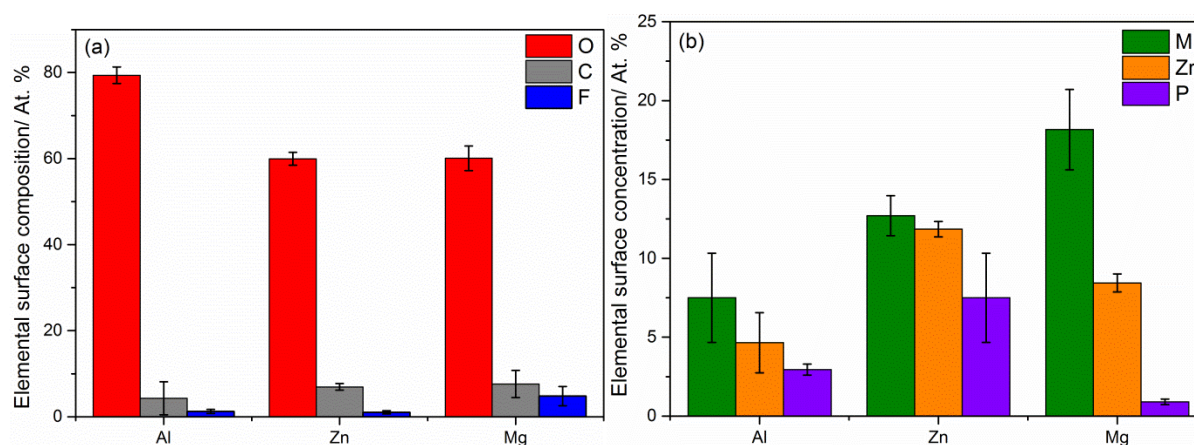 (a)
O
C
F
Elemental surface composition/ At. %
80
60
40
20
0
Al
Zn
Mg
(b)
M
Zn
P
Elemental surface concentration/ At. %
25
20
15
10
5
0
Al
Zn
Mg